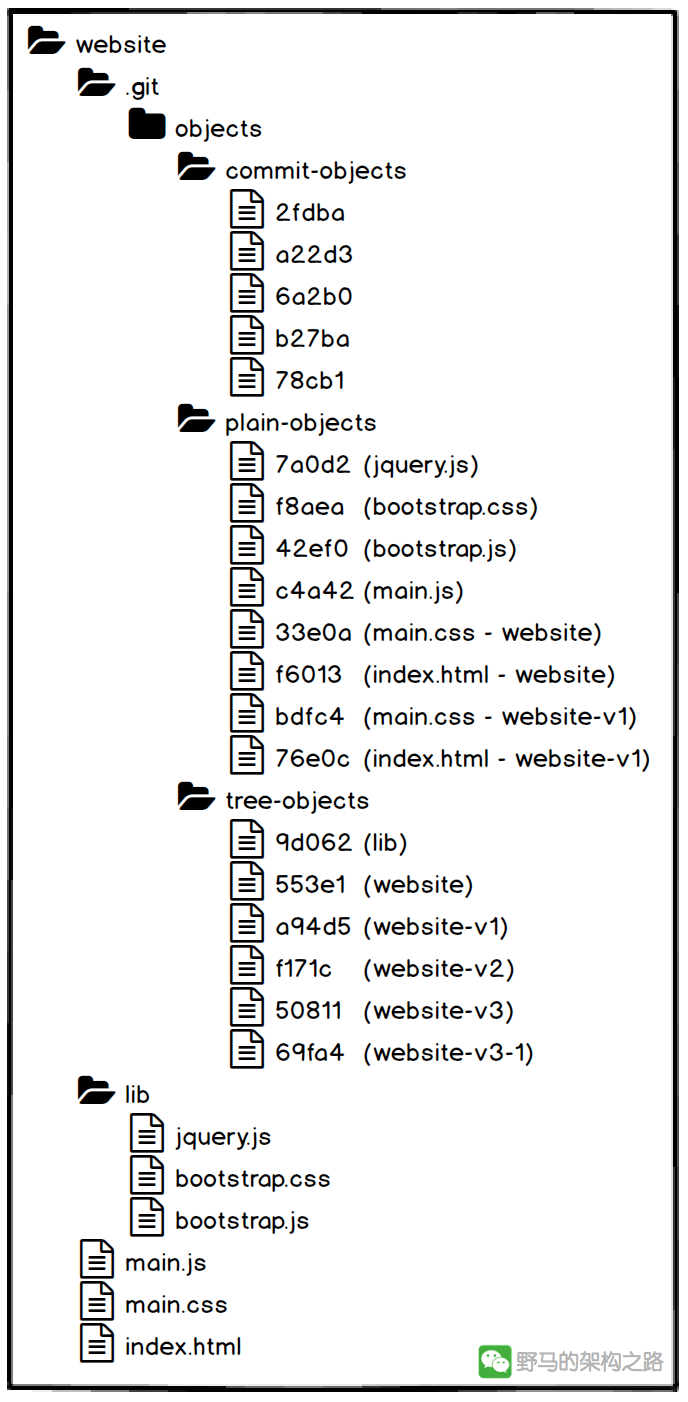 website
.git
objects
commit-objects
2fdba
a22d3
6a2b0
b27ba
78cb1
plain-objects
7a0d2 (jquery.js)
f8aea (bootstrap.css)
42ef0 (bootstrap.js)
c4a42 (main.js)
33e0a (main.css - website)
f6013 (index.html - website)
bdfc4 (main.css - website-v1)
76e0c (index.html - website-v1)
tree-objects
9d062 (lib)
553e1 (website)
a94d5 (website-v1)
f171c (website-v2)
50811 (website-v3)
69fa4 (website-v3-1)
lib
jquery.js
bootstrap.css
bootstrap.js
main.js
main.css
index.html
野马的架构之路